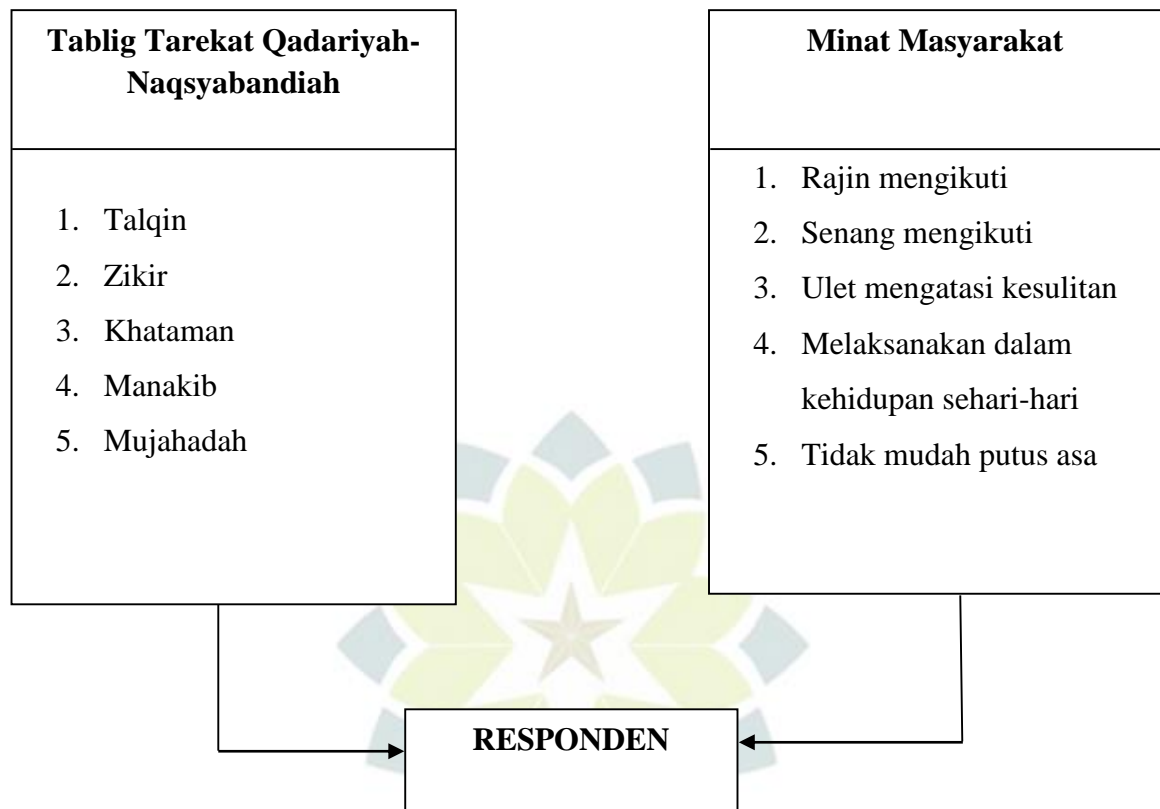 Tablig Tarekat Qadariyah-
Naqsyabandiah
1. Talqin
2. Zikir
3. Khataman
4. Manakib
5. Mujahadah
Minat Masyarakat
1. Rajin mengikuti
2. Senang mengikuti
3. Ulet mengatasi kesulitan
4. Melaksanakan dalam
kehidupan sehari-hari
5. Tidak mudah putus asa
RESPONDEN